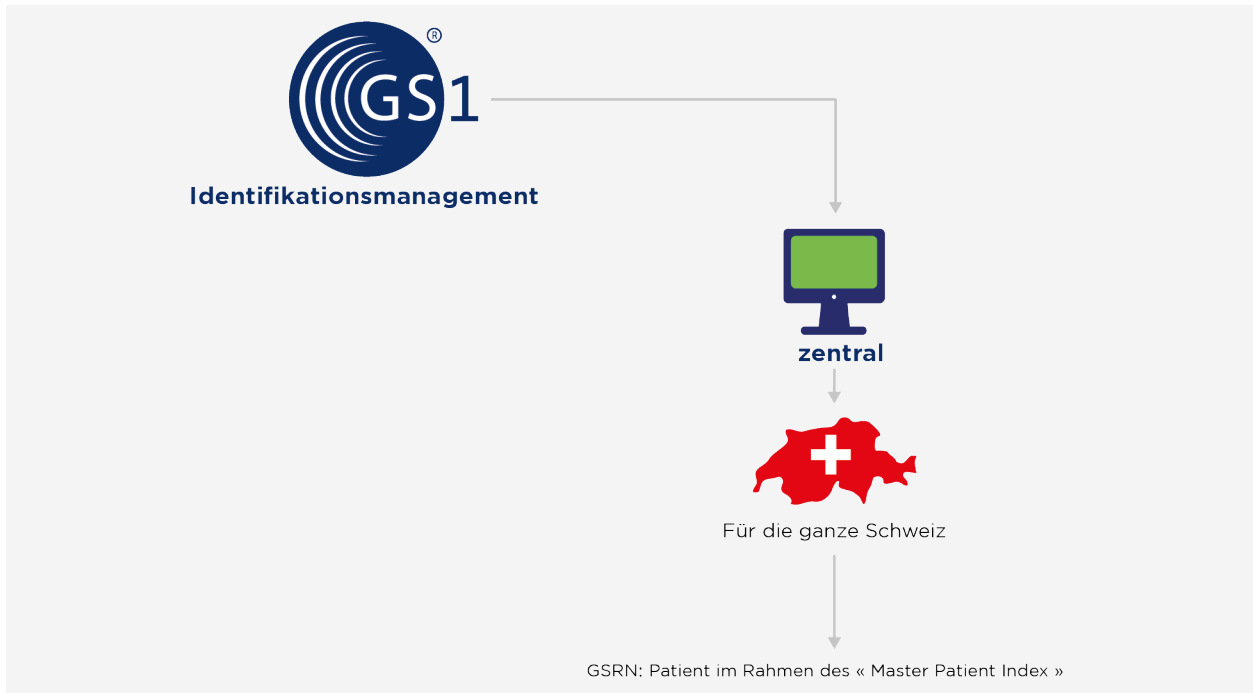 GS1®
Identifikationsmanagement
zentral
Für die ganze Schweiz
GSRN: Patient im Rahmen des « Master Patient Index »